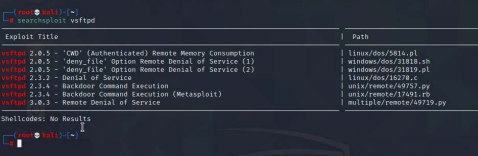 (root💀kali)-[~]
# searchsploit vsftpd
Exploit Title | Path
vsftpd 2.0.5 - 'CWD' (Authenticated) Remote Memory Consumption | linux/dos/5814.pl
vsftpd 2.0.5 - 'deny_file' Option Remote Denial of Service (1) | windows/dos/31818.sh
vsftpd 2.0.5 - 'deny_file' Option Remote Denial of Service (2) | windows/dos/31819.pl
vsftpd 2.3.2 - Denial of Service | linux/dos/16270.c
vsftpd 2.3.4 - Backdoor Command Execution | unix/remote/49757.py
vsftpd 2.3.4 - Backdoor Command Execution (Metasploit) | unix/remote/17491.rb
vsftpd 3.0.3 - Remote Denial of Service | multiple/remote/49719.py
Shellcodes: No Results
(root💀kali)-[~]
#